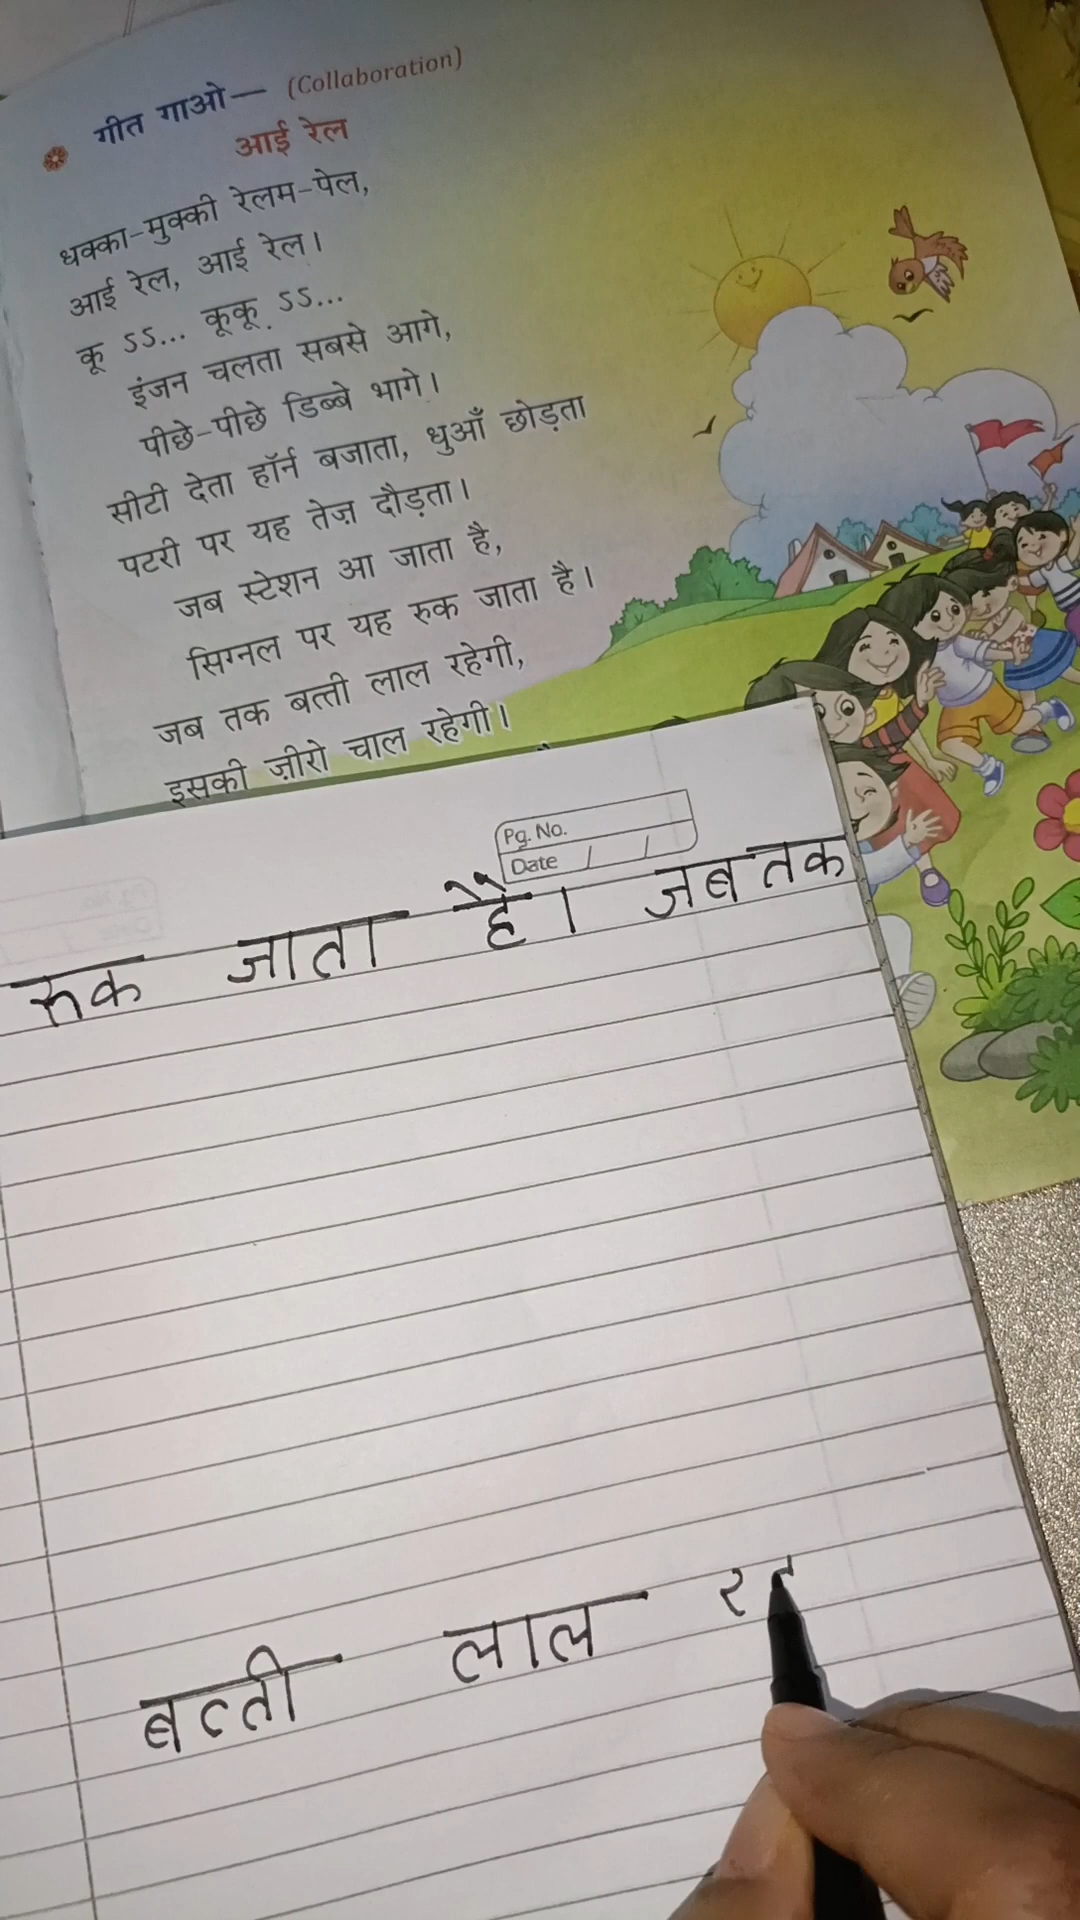 गीत गाओ— (Collaboration)
आई रेल
धक्का-मुक्की रेलम-पेल,
आई रेल, आई रेल।
कू ऽऽ... कूकू ऽऽ...
इंजन चलता सबसे आगे,
पीछे-पीछे डिब्बे भागे।
सीटी देता हॉर्न बजाता, धुआँ छोड़ता
पटरी पर यह तेज़ दौड़ता।
जब स्टेशन आ जाता है,
सिग्नल पर यह रुक जाता है।
जब तक बत्ती लाल रहेगी,
इसकी ज़ीरो चाल रहेगी।
Pg. No.
Date / /
रुक जाता है। जब तक
बत्ती लाल र